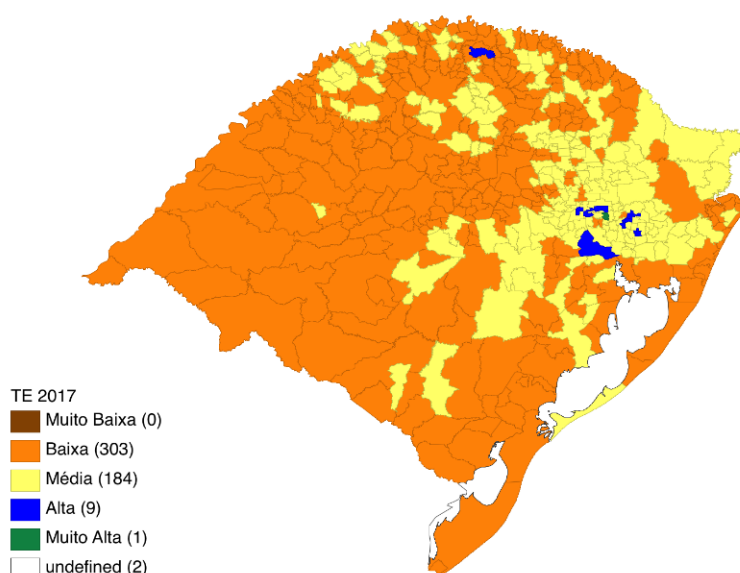 TE 2017
Muito Baixa (0)
Baixa (303)
Média (184)
Alta (9)
Muito Alta (1)
undefined (2)